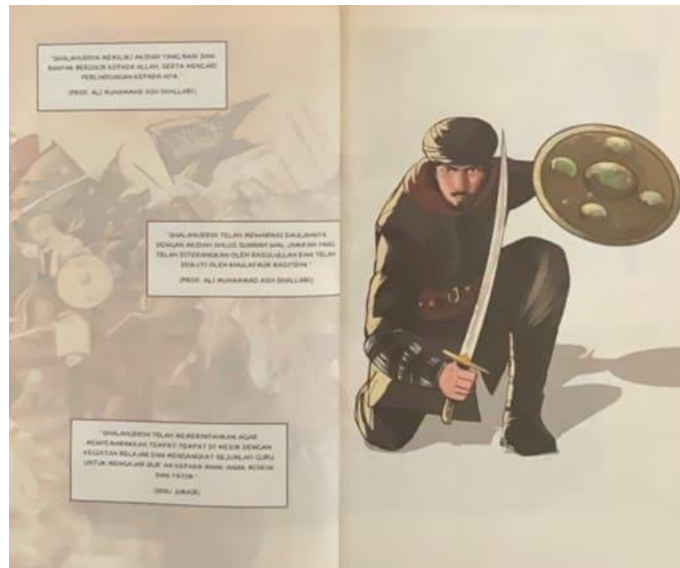 "SHALAHUDDIN MEMILIKI AKIDAH YANG BAIK DAN
BANYAK BERDZIKIR KEPADA ALLAH, SERTA MENCARI
PERLINDUNGAN KEPADA-NYA."
(PROF. ALI MUHAMMAD ASH SHALLABI)
"SHALAHUDDIN TELAH MEWARNAI DAULAHNYA
DENGAN AKIDAH AHLUS SUNNAH WAL JAMA'AH YANG
TELAH DITERANGKAN OLEH RASULULLAH DAN TELAH
DIIKUTI OLEH KHULAFAUR RASYIDIN."
(PROF. ALI MUHAMMAD ASH SHALLABI)
"SHALAHUDDIN TELAH MEMERINTAHKAN AGAR
MENYEMARAKKAN TEMPAT-TEMPAT DI MESIR DENGAN
KEGIATAN BELAJAR DAN MENGANGKAT SEJUMLAH GURU
UNTUK MENGAJAR QUR'AN KEPADA ANAK-ANAK MISKIN
DAN YATIM."
(IBNU JUBAIR)